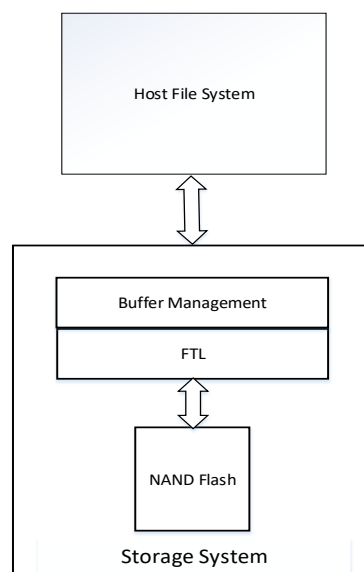 Host File System
Buffer Management
FTL
NAND Flash
Storage System